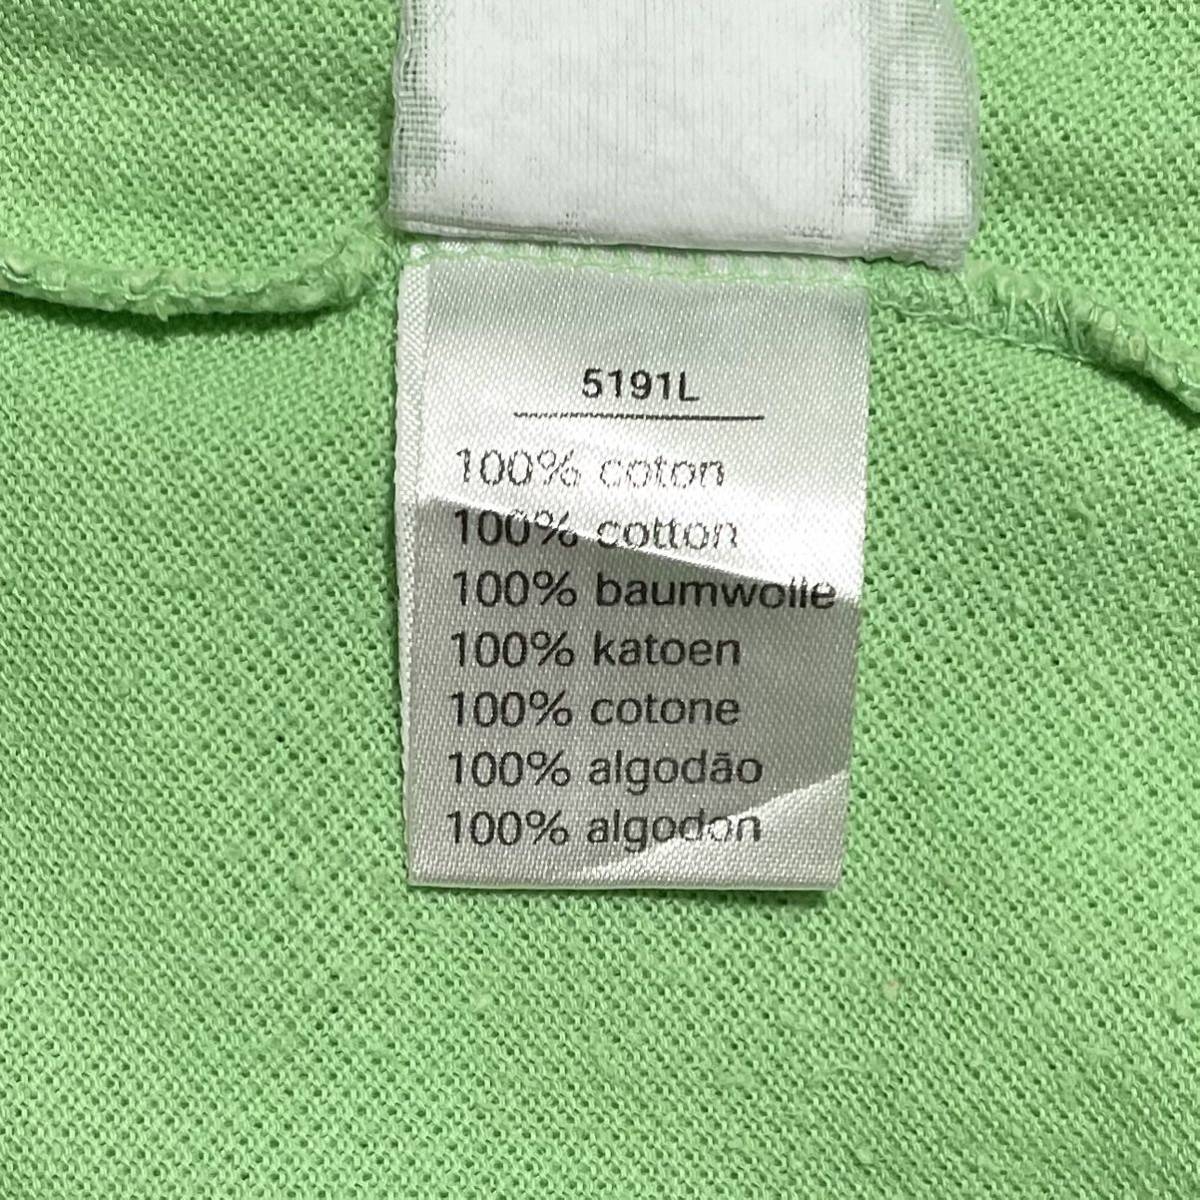 5191L
100% coton
100% cotton
100% baumwolle
100% katoen
100% cotone
100% algodão
100% algodon